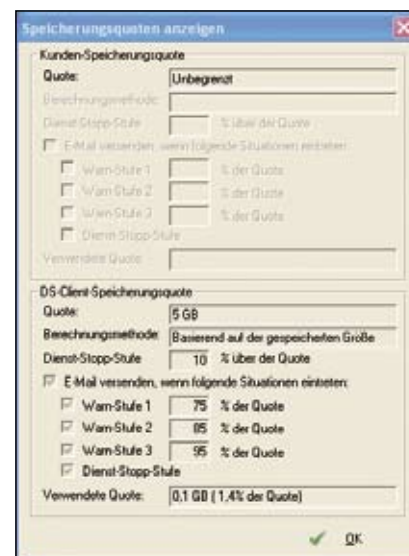 Speicherungsquoten anzeigen
Kunden-Speicherungsquote
Quote: Unbegrenzt
Berechnungsmethode:
Dienst-Stopp-Stufe % über der Quote
E-Mail versenden, wenn folgende Situationen eintreten:
Warn-Stufe 1 % der Quote
Warn-Stufe 2 % der Quote
Warn-Stufe 3 % der Quote
Dienst-Stopp-Stufe
Verwendete Quote:
DS-Client-Speicherungsquote
Quote: 5 GB
Berechnungsmethode: Basierend auf der gespeicherten Größe
Dienst-Stopp-Stufe 10 % über der Quote
E-Mail versenden, wenn folgende Situationen eintreten:
Warn-Stufe 1 75 % der Quote
Warn-Stufe 2 85 % der Quote
Warn-Stufe 3 95 % der Quote
Dienst-Stopp-Stufe
Verwendete Quote: 0,1 GB ( 1,4% der Quote)
OK